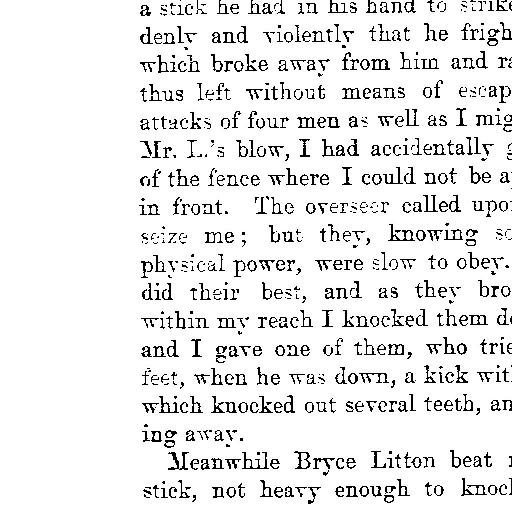 a stick he had in his hand to strike
denly and violently that he frigh
which broke away from him and ra
thus left without means of escap
attacks of four men as well as I mig
Mr. L.'s blow, I had accidentally g
of the fence where I could not be a
in front. The overseer called upo
seize me; but they, knowing so
physical power, were slow to obey.
did their best, and as they bro
within my reach I knocked them d
and I gave one of them, who trie
feet, when he was down, a kick wit
which knocked out several teeth, an
ing away.
Meanwhile Bryce Litton beat
stick, not heavy enough to knock